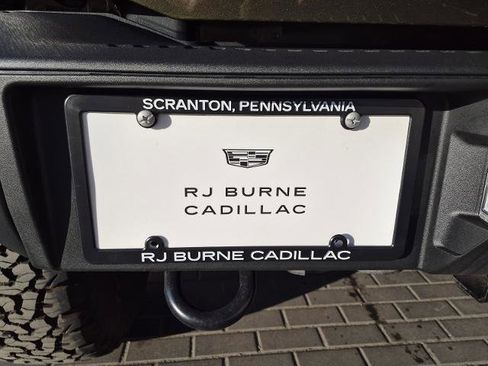 SCRANTON, PENNSYLVANIA
RJ BURNE
CADILLAC
RJ BURNE CADILLAC